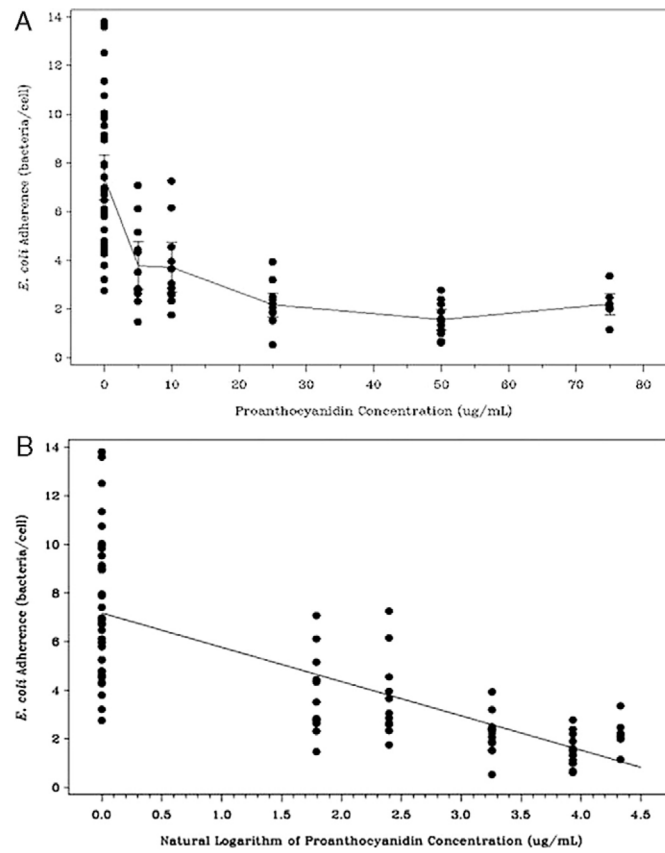 A
14
12
10
8
6
4
2
0
E. coli Adherence (bacteria/cell)
0 10 20 30 40 50 60 70 80
Proanthocyanidin Concentration (ug/mL)
B
14
12
10
8
6
4
2
0
E. coli Adherence (bacteria/cell)
0.0 0.5 1.0 1.5 2.0 2.5 3.0 3.5 4.0 4.5
Natural Logarithm of Proanthocyanidin Concentration (ug/mL)